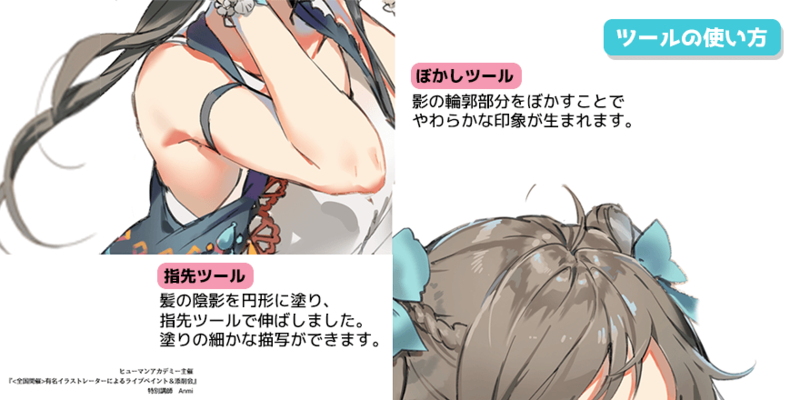 ツールの使い方
ぼかしツール
影の輪郭部分をぼかすことで
やわらかな印象が生まれます。
指先ツール
髪の陰影を円形に塗り、
指先ツールで伸ばしました。
塗りの細かな描写ができます。
ヒューマンアカデミー主催
『<全国開催>有名イラストレーターによるライブペイント&添削会』
特別講師 Anmi